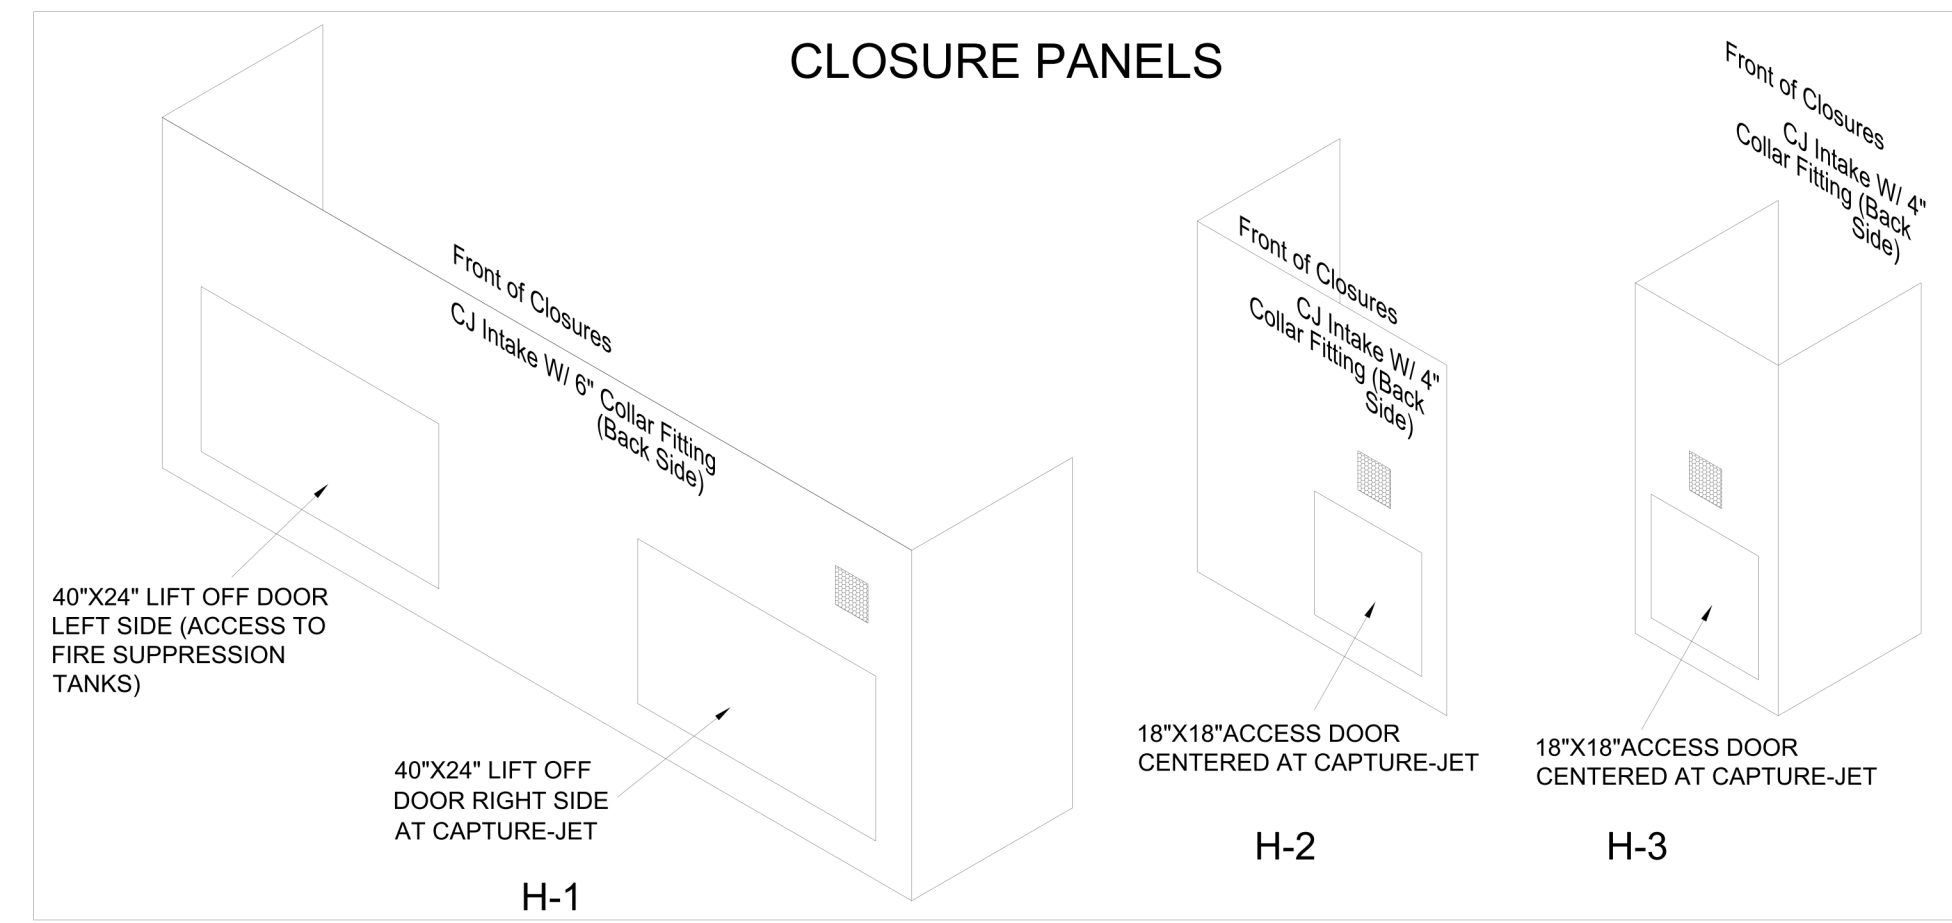 CLOSURE PANELS
Front of Closures
CJ Intake W/ 6" Collar Fitting
(Back Side)
40"X24" LIFT OFF DOOR
LEFT SIDE (ACCESS TO
FIRE SUPPRESSION
TANKS)
40"X24" LIFT OFF
DOOR RIGHT SIDE
AT CAPTURE-JET
H-1
Front of Closures
CJ Intake W/ 4"
Collar Fitting (Back
Side)
18"X18"ACCESS DOOR
CENTERED AT CAPTURE-JET
H-2
Front of Closures
CJ Intake W/ 4"
Collar Fitting (Back
Side)
18"X18"ACCESS DOOR
CENTERED AT CAPTURE-JET
H-3